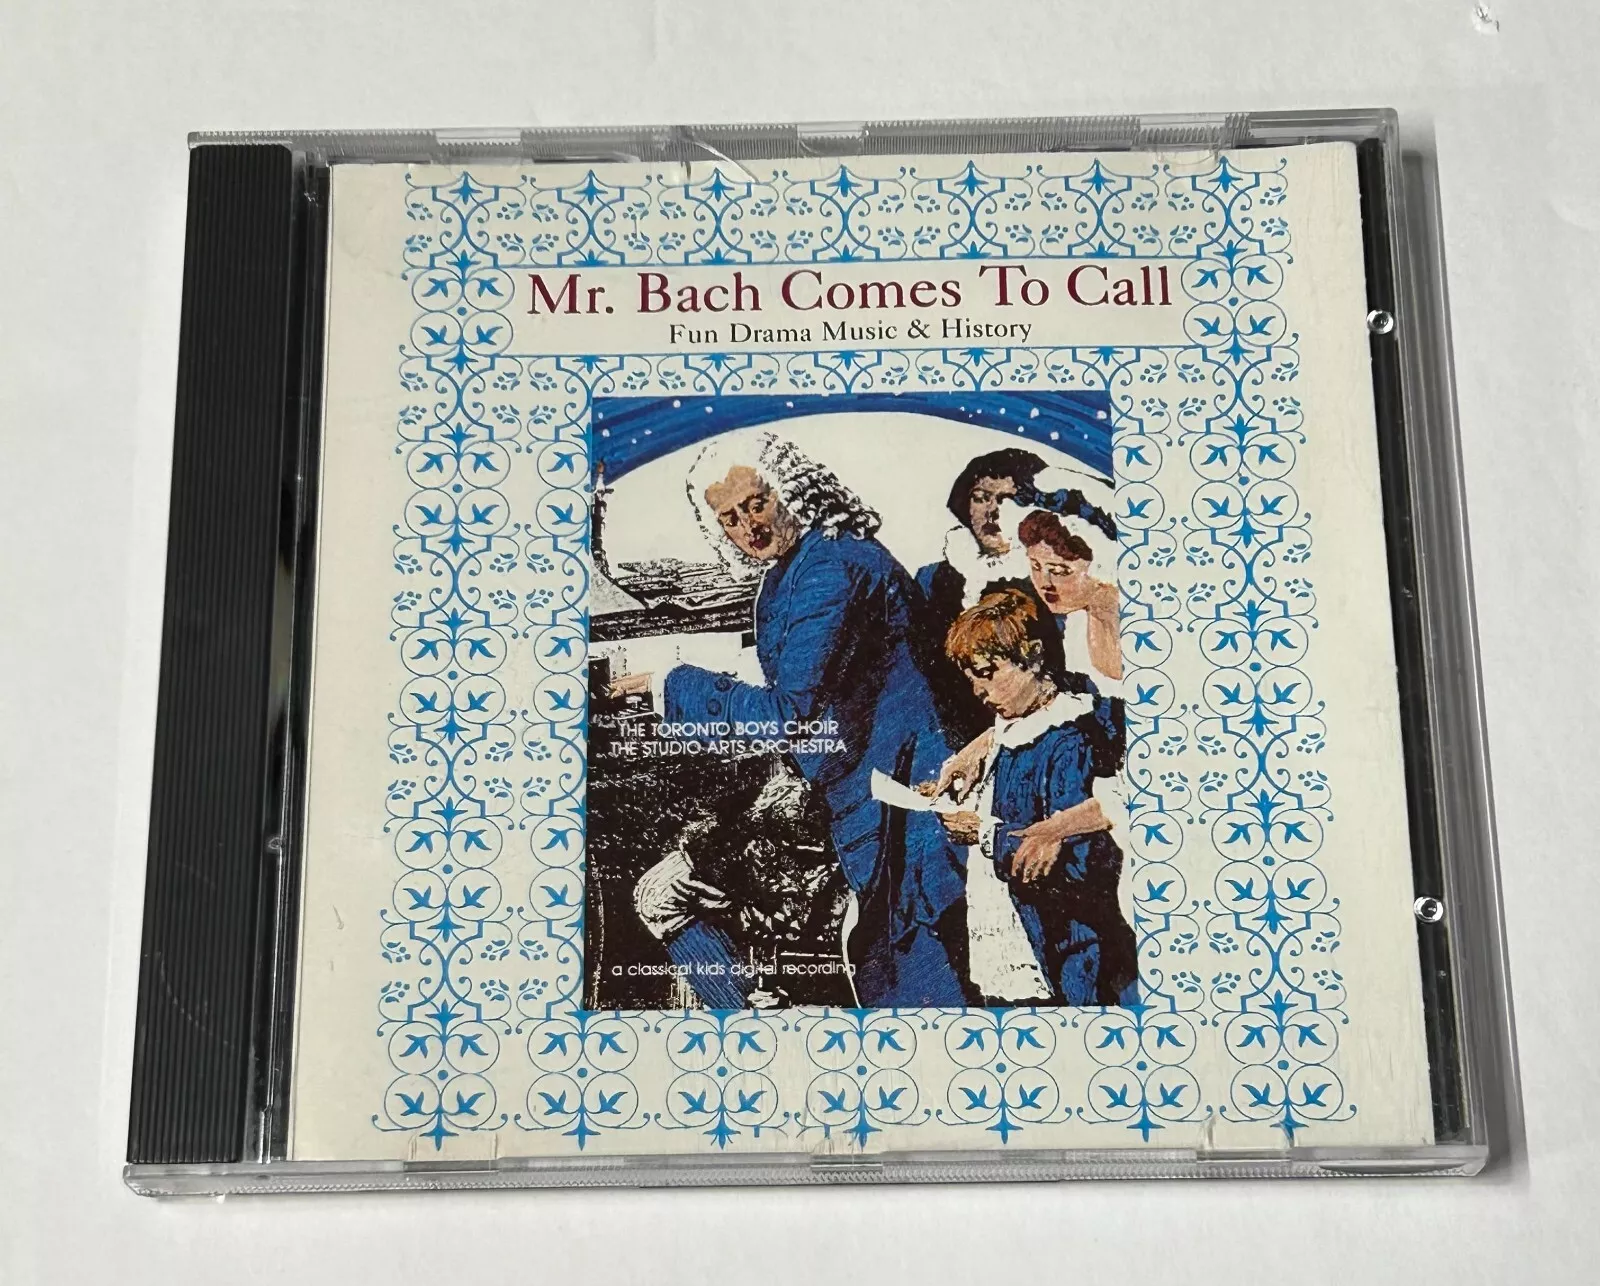 Mr. Bach Comes To Call
Fun Drama Music & History
THE TORONTO BOYS CHOIR
THE STUDIO ARTS ORCHESTRA
a classical kids digital recording